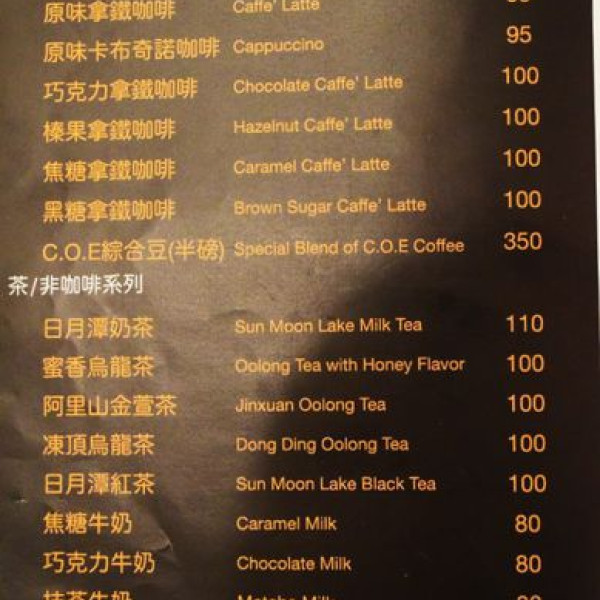 原味拿鐵咖啡 Caffe' Latte
原味卡布奇諾咖啡 Cappuccino 95
巧克力拿鐵咖啡 Chocolate Caffe' Latte 100
榛果拿鐵咖啡 Hazelnut Caffe' Latte 100
焦糖拿鐵咖啡 Caramel Caffe' Latte 100
黑糖拿鐵咖啡 Brown Sugar Caffe' Latte 100
C.O.E綜合豆(半磅) Special Blend of C.O.E Coffee 350
茶/非咖啡系列
日月潭奶茶 Sun Moon Lake Milk Tea 110
蜜香烏龍茶 Oolong Tea with Honey Flavor 100
阿里山金萱茶 Jinxuan Oolong Tea 100
凍頂烏龍茶 Dong Ding Oolong Tea 100
日月潭紅茶 Sun Moon Lake Black Tea 100
焦糖牛奶 Caramel Milk 80
巧克力牛奶 Chocolate Milk 80
抹茶牛奶 Matcha Milk